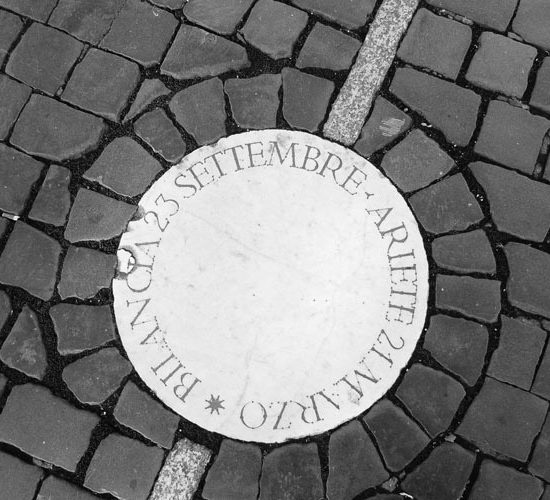 BILANCIA 23 SETTEMBRE - ARIETE 21 MARZO